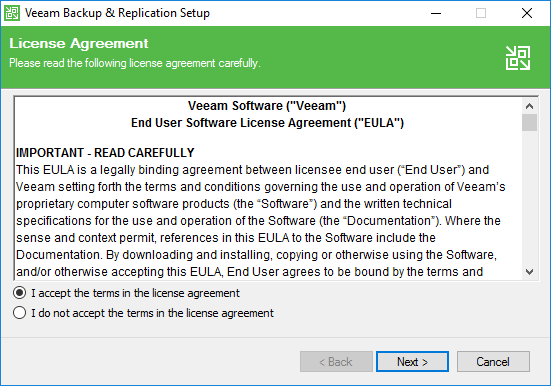 Veeam Backup & Replication Setup
License Agreement
Please read the following license agreement carefully.
Veeam Software ("Veeam")
End User Software License Agreement ("EULA")
IMPORTANT - READ CAREFULLY
This EULA is a legally binding agreement between licensee end user (“End User”) and
Veeam setting forth the terms and conditions governing the use and operation of Veeam’s
proprietary computer software products (the “Software”) and the written technical
specifications for the use and operation of the Software (the “Documentation”). Where the
sense and context permit, references in this EULA to the Software include the
Documentation. By downloading and installing, copying or otherwise using the Software,
and/or otherwise accepting this EULA, End User agrees to be bound by the terms and
I accept the terms in the license agreement
I do not accept the terms in the license agreement
< Back Next > Cancel